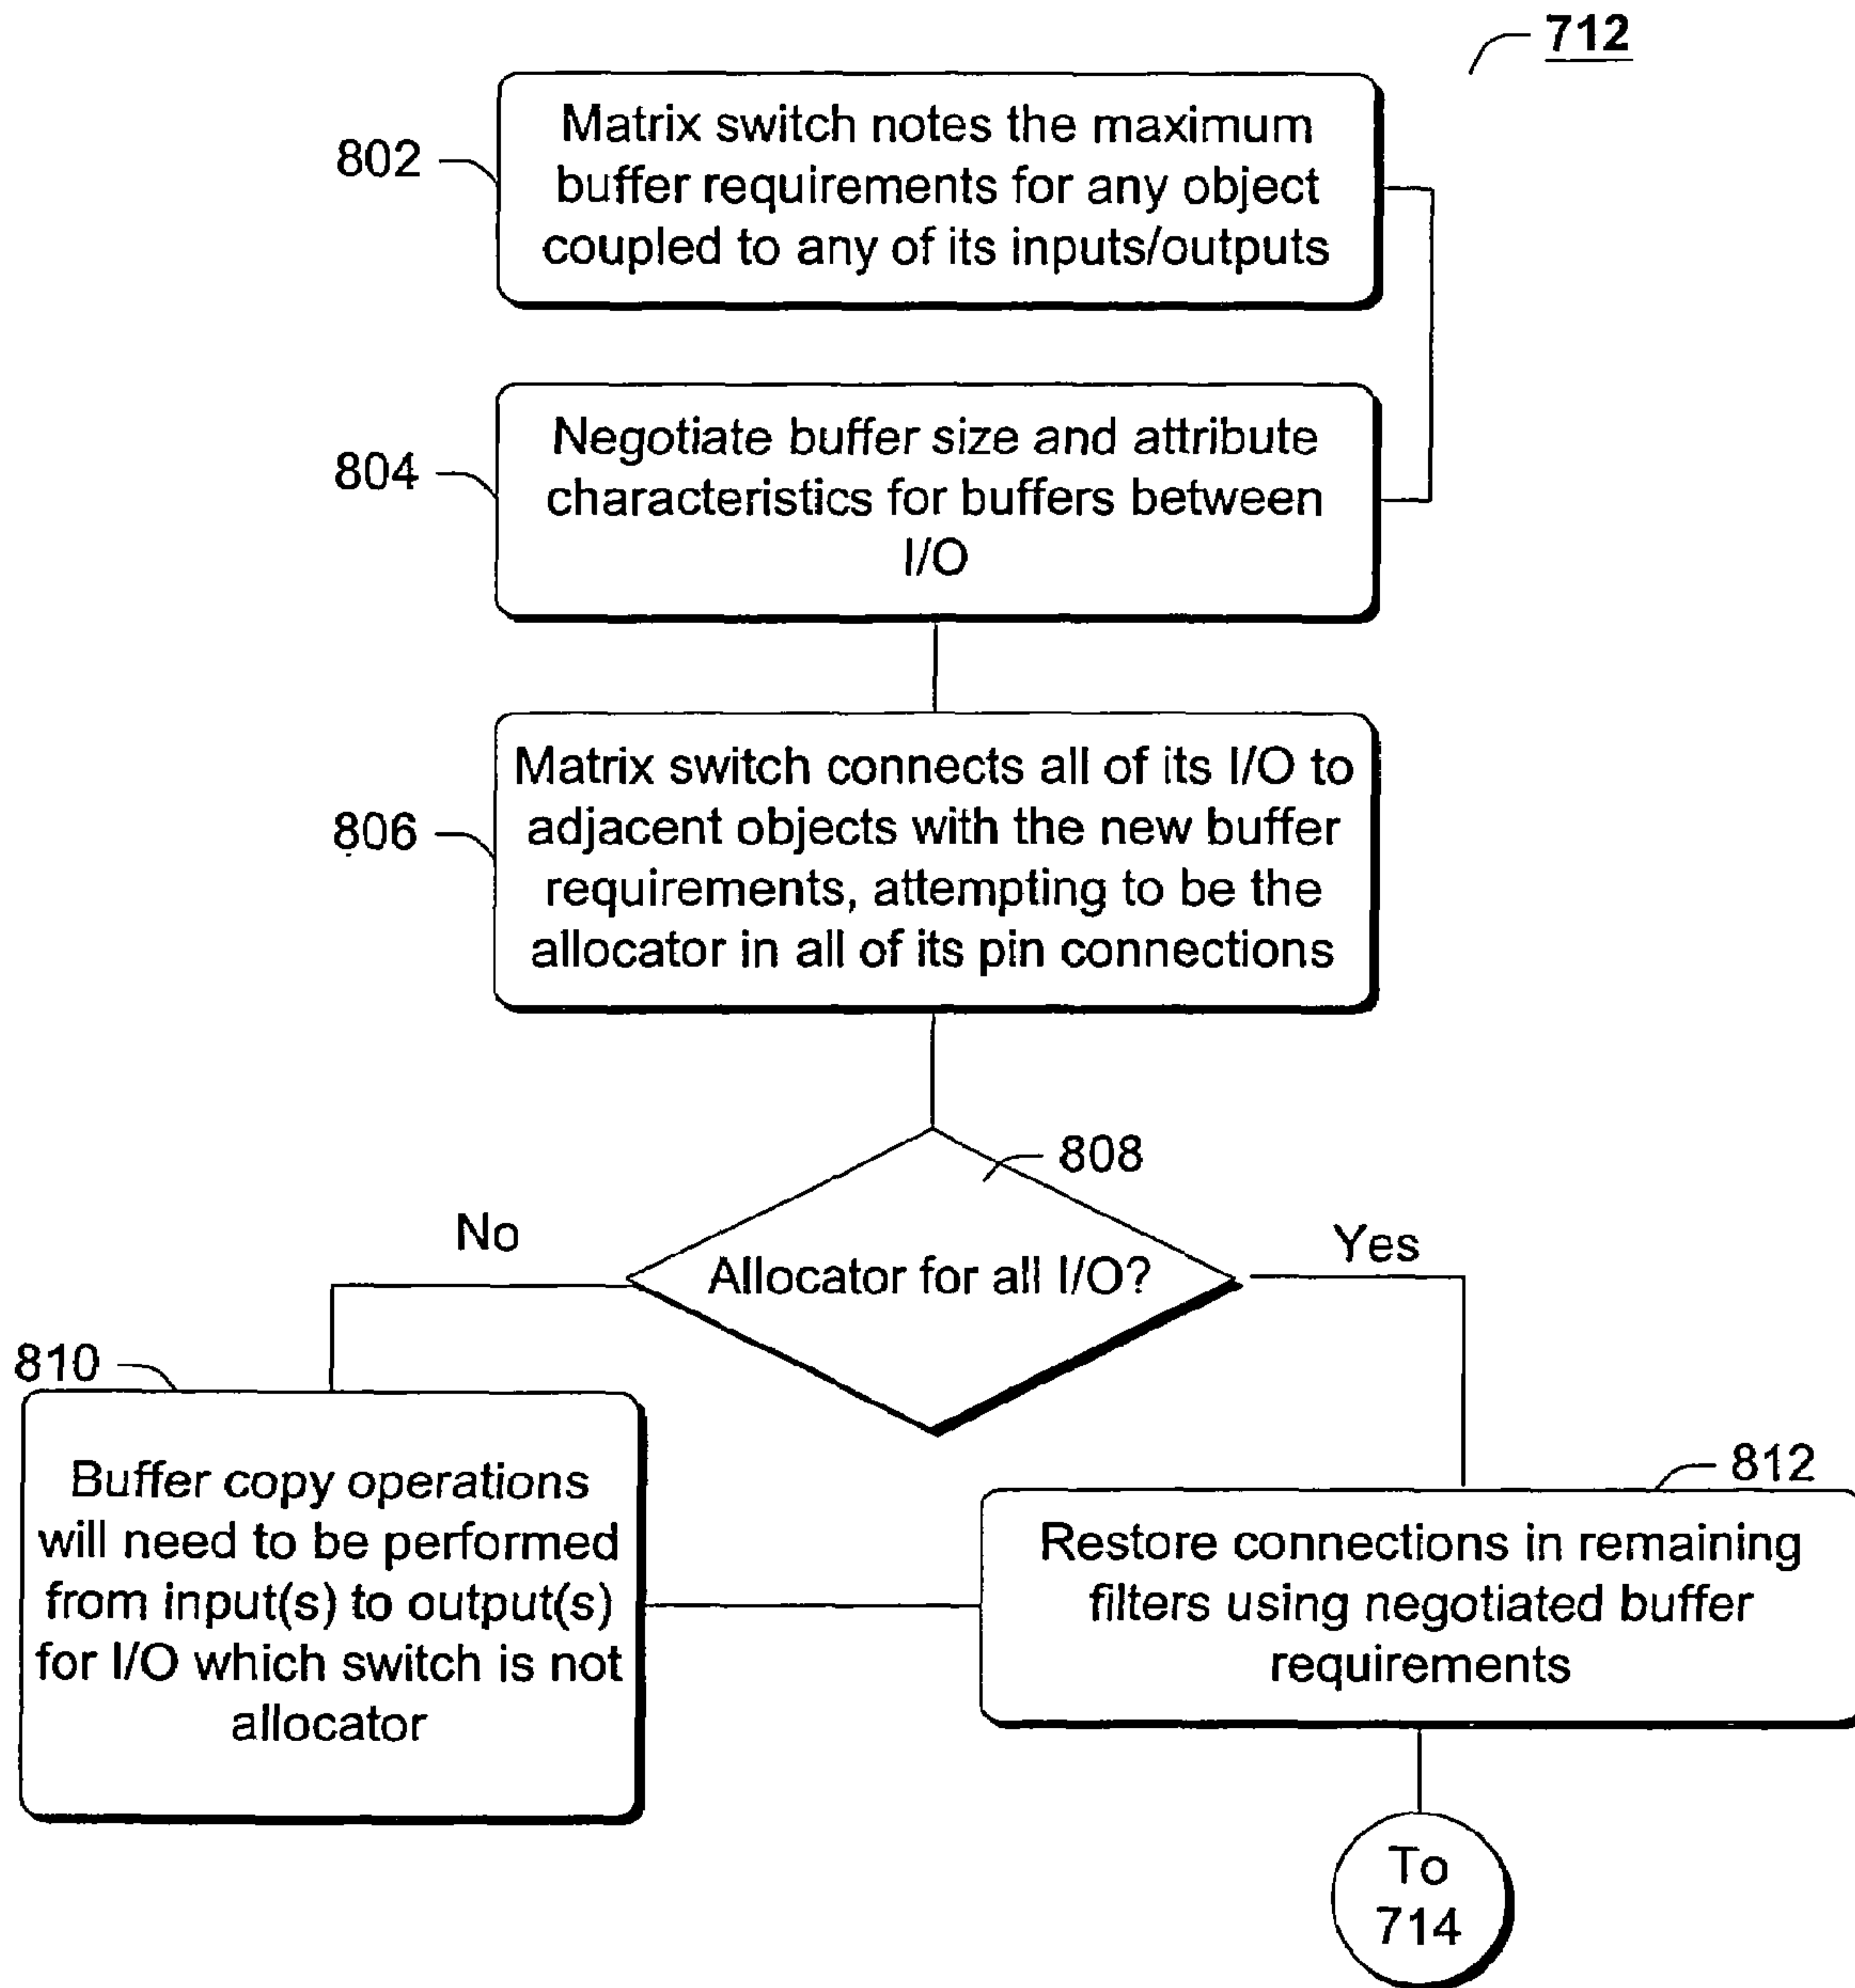 712
802
Matrix switch notes the maximum
buffer requirements for any object
coupled to any of its inputs/outputs
804
Negotiate buffer size and attribute
characteristics for buffers between
I/O
806
Matrix switch connects all of its I/O to
adjacent objects with the new buffer
requirements, attempting to be the
allocator in all of its pin connections
808
Allocator for all I/O?
No
Yes
810
Buffer copy operations
will need to be performed
from input(s) to output(s)
for I/O which switch is not
allocator
812
Restore connections in remaining
filters using negotiated buffer
requirements
To
714